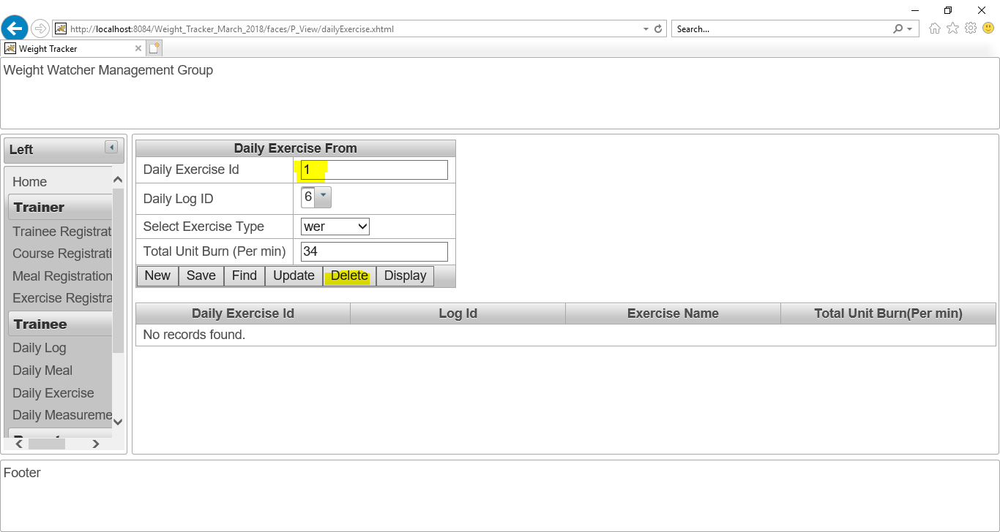 http://localhost:8084/Weight_Tracker_March_2018/faces/P_View/dailyExercise.xhtml
Search...
Weight Tracker
Weight Watcher Management Group
Left
Home
Trainer
Trainee Registrat
Course Registrati
Meal Registration
Exercise Registra
Trainee
Daily Log
Daily Meal
Daily Exercise
Daily Measureme
Daily Exercise From
Daily Exercise Id 1
Daily Log ID 6
Select Exercise Type wer
Total Unit Burn (Per min) 34
New Save Find Update Delete Display
Daily Exercise Id Log Id Exercise Name Total Unit Burn(Per min)
No records found.
Footer